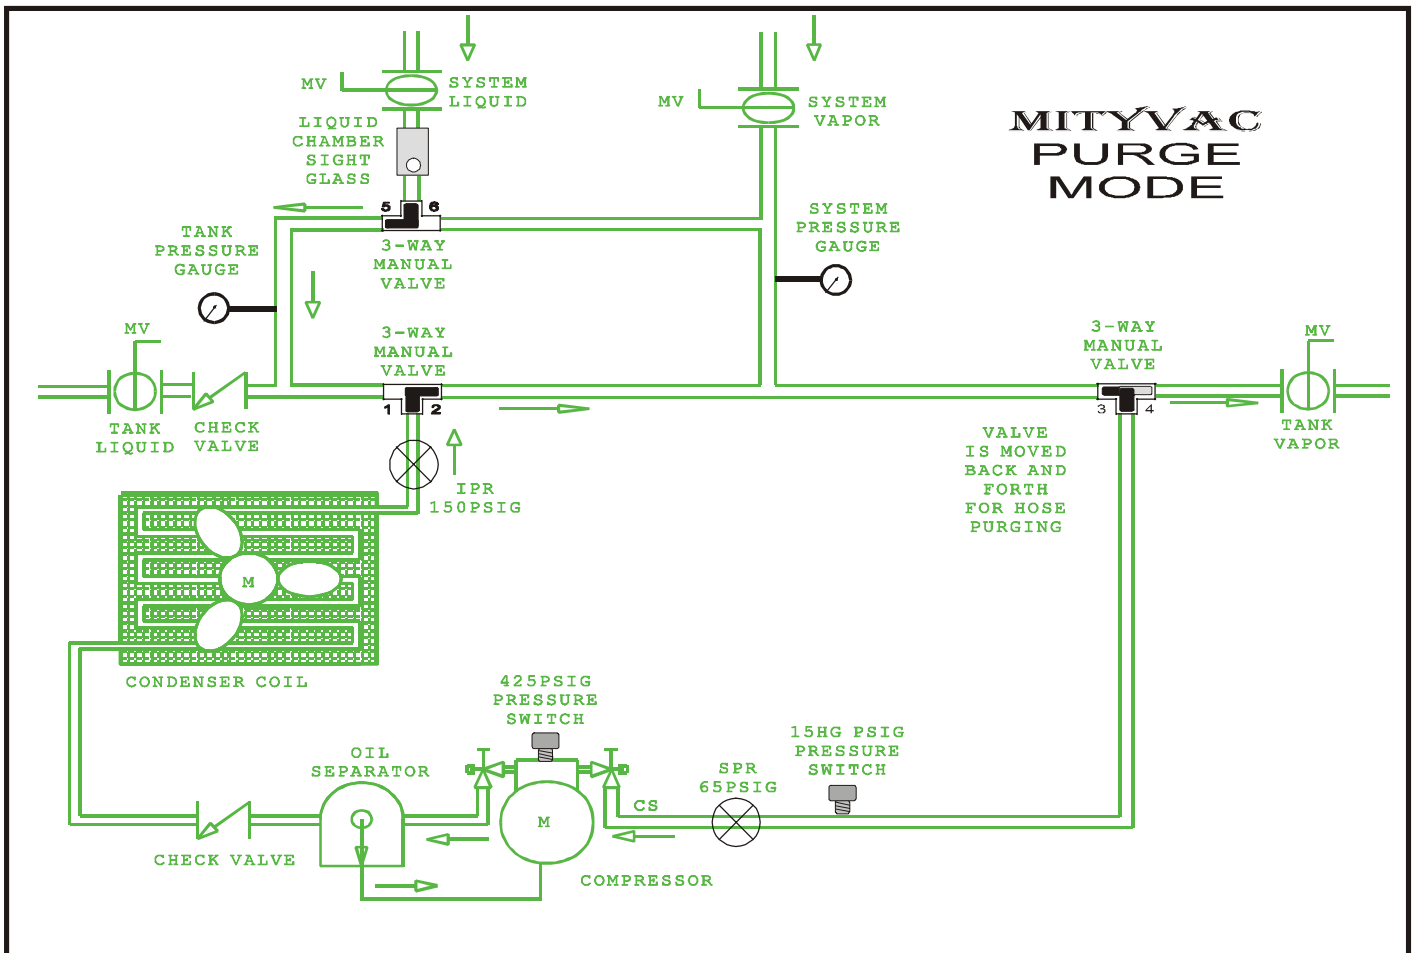 MV
SYSTEM
LIQUID
LIQUID
CHAMBER
SIGHT
GLASS
MV
SYSTEM
VAPOR
MITYVAC
PURGE
MODE
5 6
3-WAY
MANUAL
VALVE
TANK
PRESSURE
GAUGE
SYSTEM
PRESSURE
GAUGE
MV
TANK
LIQUID
CHECK
VALVE
3-WAY
MANUAL
VALVE
1 2
3-WAY
MANUAL
VALVE
3 4
MV
TANK
VAPOR
VALVE
IS MOVED
BACK AND
FORTH
FOR HOSE
PURGING
IPR
150PSIG
M
CONDENSER COIL
425PSIG
PRESSURE
SWITCH
15HG PSIG
PRESSURE
SWITCH
OIL
SEPARATOR
SPR
65PSIG
CS
M
CHECK VALVE
COMPRESSOR